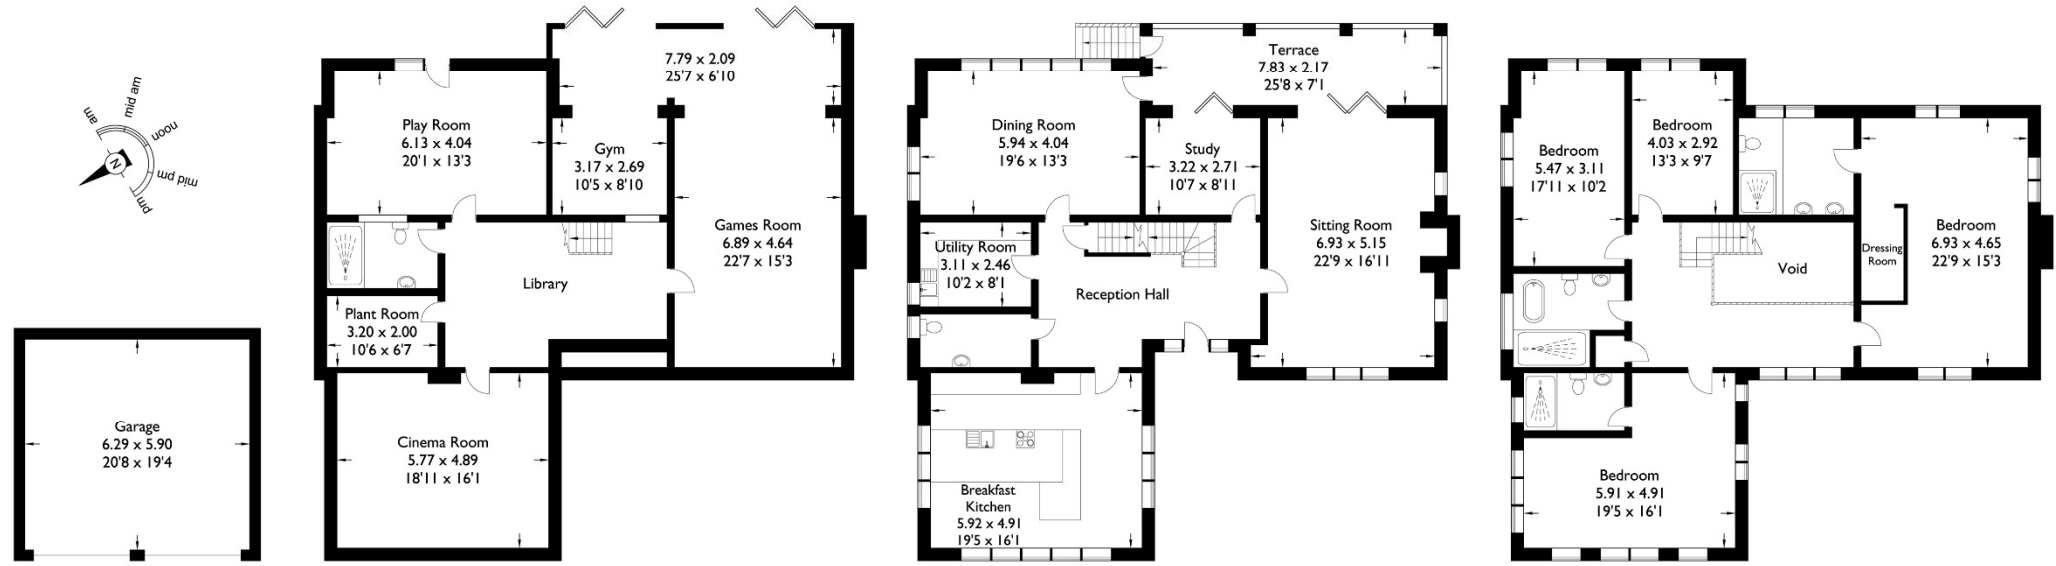 am
mid am
noon
mid pm
pm
N
Garage
6.29 x 5.90
20'8 x 19'4
7.79 x 2.09
25'7 x 6'10
Play Room
6.13 x 4.04
20'1 x 13'3
Gym
3.17 x 2.69
10'5 x 8'10
Games Room
6.89 x 4.64
22'7 x 15'3
Library
Plant Room
3.20 x 2.00
10'6 x 6'7
Cinema Room
5.77 x 4.89
18'11 x 16'1
Terrace
7.83 x 2.17
25'8 x 7'1
Dining Room
5.94 x 4.04
19'6 x 13'3
Study
3.22 x 2.71
10'7 x 8'11
Sitting Room
6.93 x 5.15
22'9 x 16'11
Utility Room
3.11 x 2.46
10'2 x 8'1
Reception Hall
Breakfast
Kitchen
5.92 x 4.91
19'5 x 16'1
Bedroom
5.47 x 3.11
17'11 x 10'2
Bedroom
4.03 x 2.92
13'3 x 9'7
Bedroom
6.93 x 4.65
22'9 x 15'3
Dressing
Room
Void
Bedroom
5.91 x 4.91
19'5 x 16'1